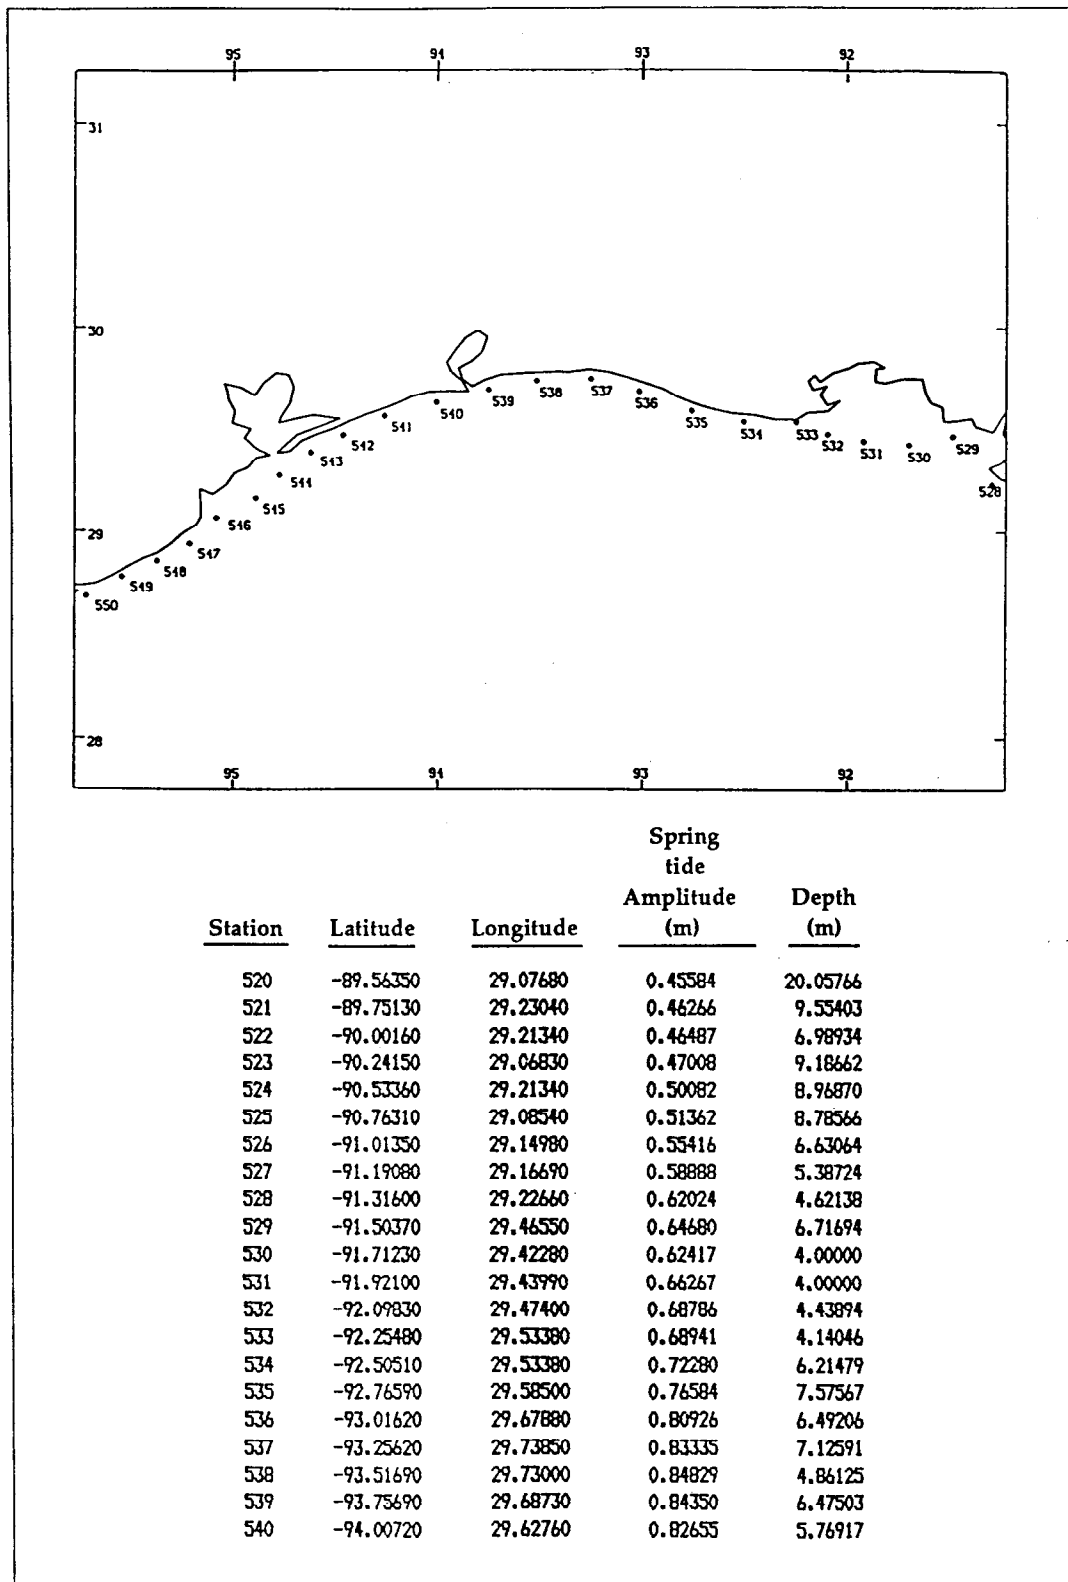 95 94 93 92
31
30
29
28
550 549 548 547 546 545 544 543 542 541 540 539 538 537 536 535 534 533 532 531 530 529 528
95 94 93 92
Spring
tide
Amplitude Depth
Station Latitude Longitude (m) (m)
520 -89.56350 29.07680 0.45584 20.05766
521 -89.75130 29.23040 0.46266 9.55403
522 -90.00160 29.21340 0.46487 6.98934
523 -90.24150 29.06830 0.47008 9.18662
524 -90.53360 29.21340 0.50082 8.96870
525 -90.76310 29.08540 0.51362 8.78566
526 -91.01350 29.14980 0.55416 6.63064
527 -91.19080 29.16690 0.58888 5.38724
528 -91.31600 29.22660 0.62024 4.62138
529 -91.50370 29.46550 0.64680 6.71694
530 -91.71230 29.42280 0.62417 4.00000
531 -91.92100 29.43990 0.66267 4.00000
532 -92.09830 29.47400 0.68786 4.43894
533 -92.25480 29.53380 0.68941 4.14046
534 -92.50510 29.53380 0.72280 6.21479
535 -92.76590 29.58500 0.76584 7.57567
536 -93.01620 29.67880 0.80926 6.49206
537 -93.25620 29.73850 0.83335 7.12591
538 -93.51690 29.73000 0.84829 4.86125
539 -93.75690 29.68730 0.84350 6.47503
540 -94.00720 29.62760 0.82655 5.76917